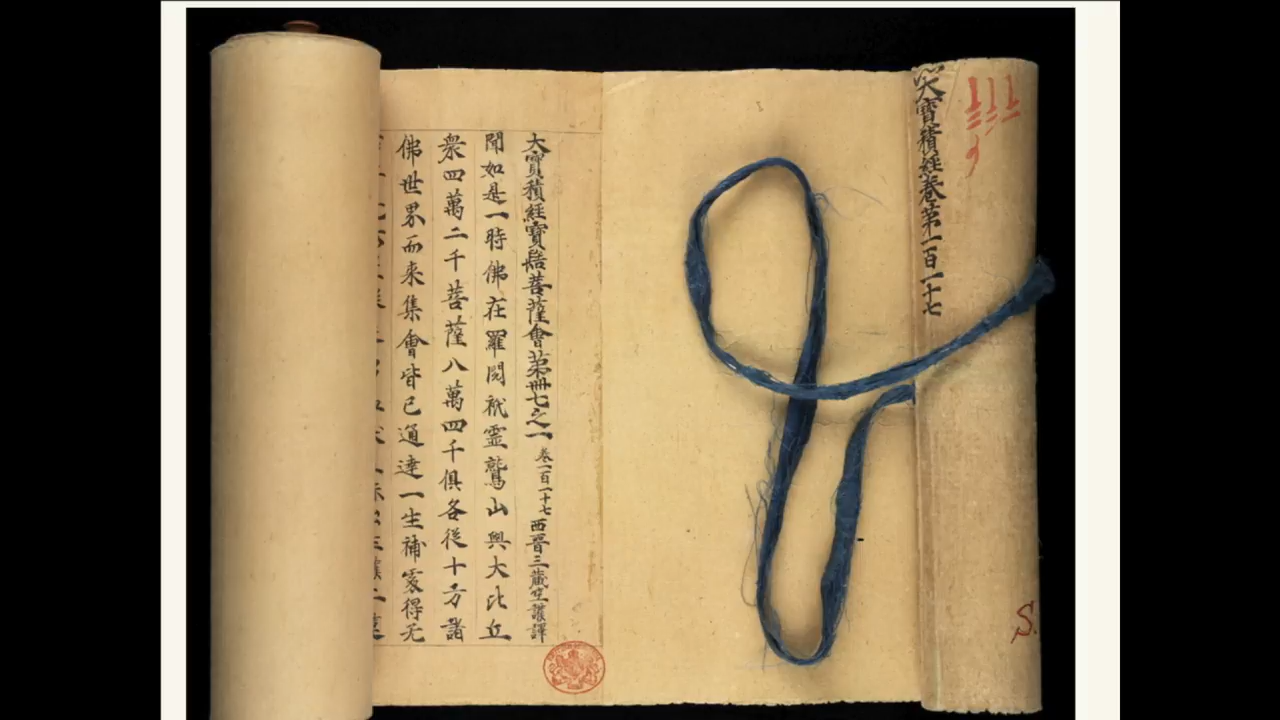 大寶積經卷第一百一十七
大寶積經寶髻菩薩會第卌七之一 卷一百一十七 西晉三藏竺護譯
聞如是一時佛在羅閱祇靈鷲山與大比丘
衆四萬二千菩薩八萬四千俱各從十方諸
佛世界而來集會皆已通達一生補處得无
S.